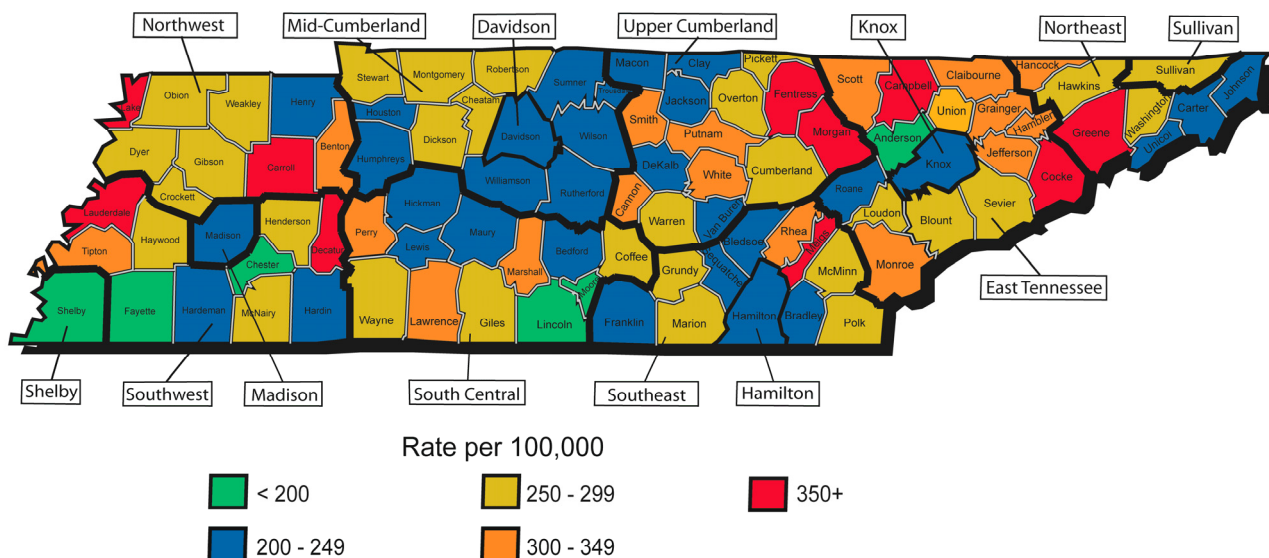 Northwest
Mid-Cumberland
Davidson
Upper Cumberland
Knox
Northeast
Sullivan
Lake
Obion
Weakley
Henry
Stewart
Montgomery
Robertson
Sumner
Macon
Clay
Pickett
Scott
Campbell
Claibourne
Hancock
Hawkins
Sullivan
Johnson
Houston
Cheatam
Jackson
Overton
Fentress
Union
Grainger
Hambler
Greene
Washington
Carter
Unicoi
Dyer
Gibson
Carroll
Benton
Humphreys
Dickson
Davidson
Wilson
Smith
Putnam
Morgan
Anderson
Knox
Jefferson
Cocke
Crockett
Lauderdale
Tipton
Haywood
Madison
Henderson
Decatur
Perry
Hickman
Williamson
Rutherford
Cannon
DeKalb
White
Cumberland
Roane
Loudon
Blount
Sevier
Chester
Lewis
Maury
Marshall
Bedford
Coffee
Warren
Van Buren
Bledsoe
Rhea
Meigs
McMinn
Monroe
Shelby
Fayette
Hardeman
McNairy
Hardin
Wayne
Lawrence
Giles
Lincoln
Franklin
Grundy
Marion
Hamilton
Bradley
Polk
East Tennessee
Shelby
Southwest
Madison
South Central
Southeast
Hamilton
Rate per 100,000
< 200
250 - 299
350+
200 - 249
300 - 349